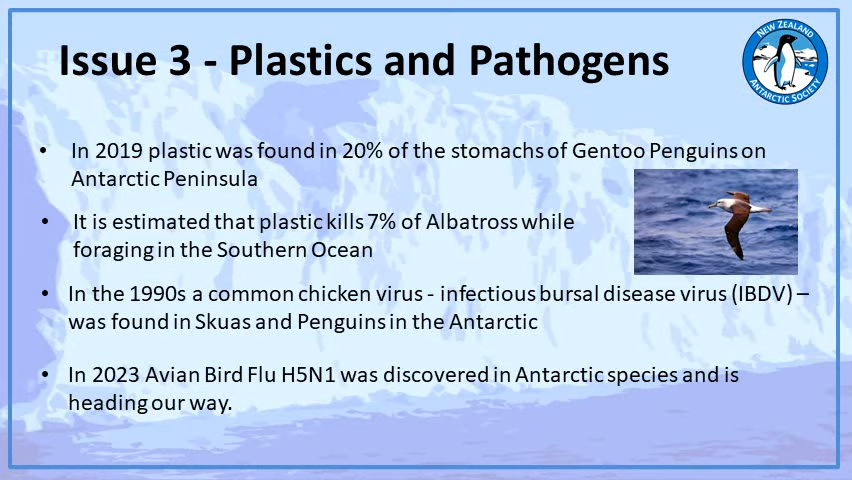 Issue 3 - Plastics and Pathogens
NEW ZEALAND
ANTARCTIC SOCIETY
• In 2019 plastic was found in 20% of the stomachs of Gentoo Penguins on
Antarctic Peninsula
• It is estimated that plastic kills 7% of Albatross while
foraging in the Southern Ocean
• In the 1990s a common chicken virus - infectious bursal disease virus (IBDV) –
was found in Skuas and Penguins in the Antarctic
• In 2023 Avian Bird Flu H5N1 was discovered in Antarctic species and is
heading our way.